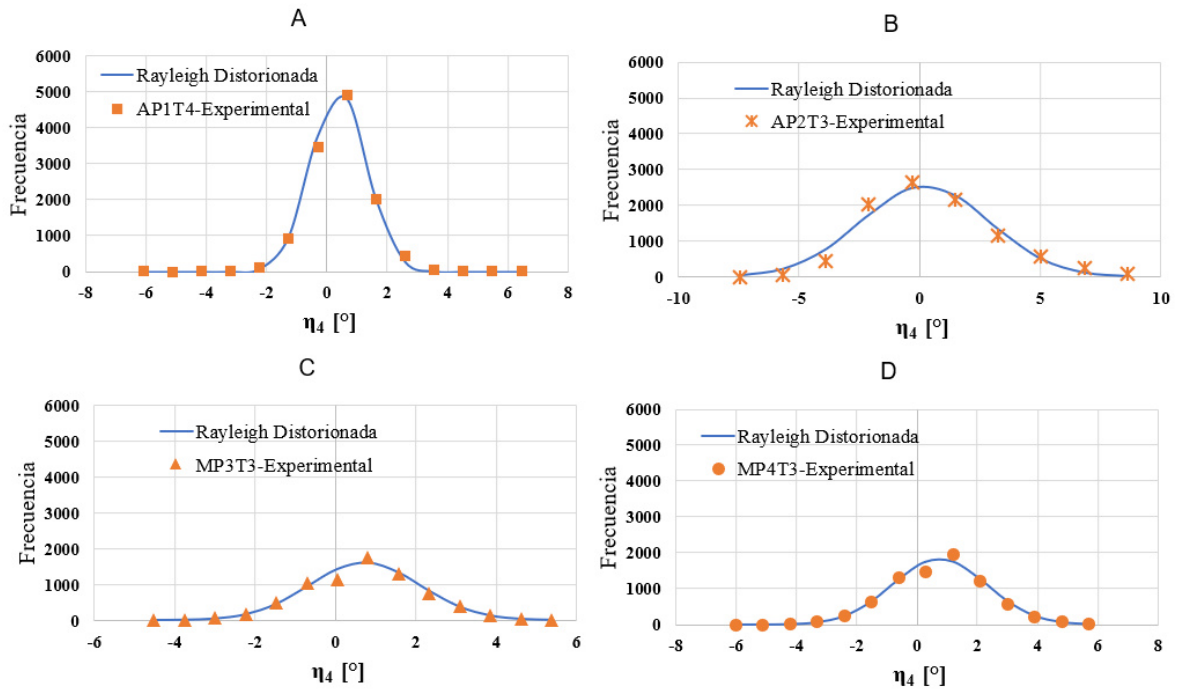 A
6000
5000
4000
3000
2000
1000
0
Frecuencia
Rayleigh Distorionada
AP1T4-Experimental
-8 -6 -4 -2 0 2 4 6 8
η4 [°]
B
6000
5000
4000
3000
2000
1000
0
Frecuencia
Rayleigh Distorionada
AP2T3-Experimental
-10 -5 0 5 10
η4 [°]
C
6000
5000
4000
3000
2000
1000
0
Frecuencia
Rayleigh Distorionada
MP3T3-Experimental
-6 -4 -2 0 2 4 6
η4 [°]
D
6000
5000
4000
3000
2000
1000
0
Frecuencia
Rayleigh Distorionada
MP4T3-Experimental
-8 -6 -4 -2 0 2 4 6 8
η4 [°]